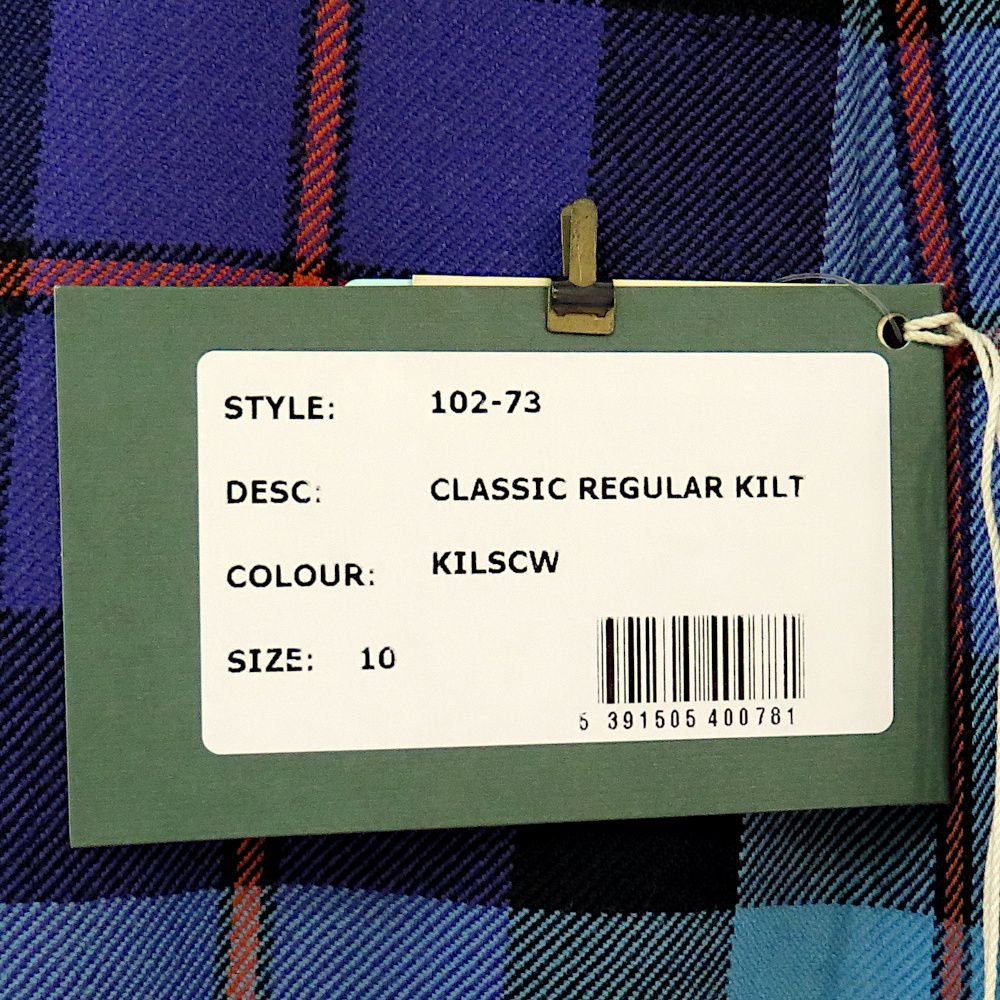 STYLE: 102-73
DESC: CLASSIC REGULAR KILT
COLOUR: KILSCW
SIZE: 10
5 391505 400781